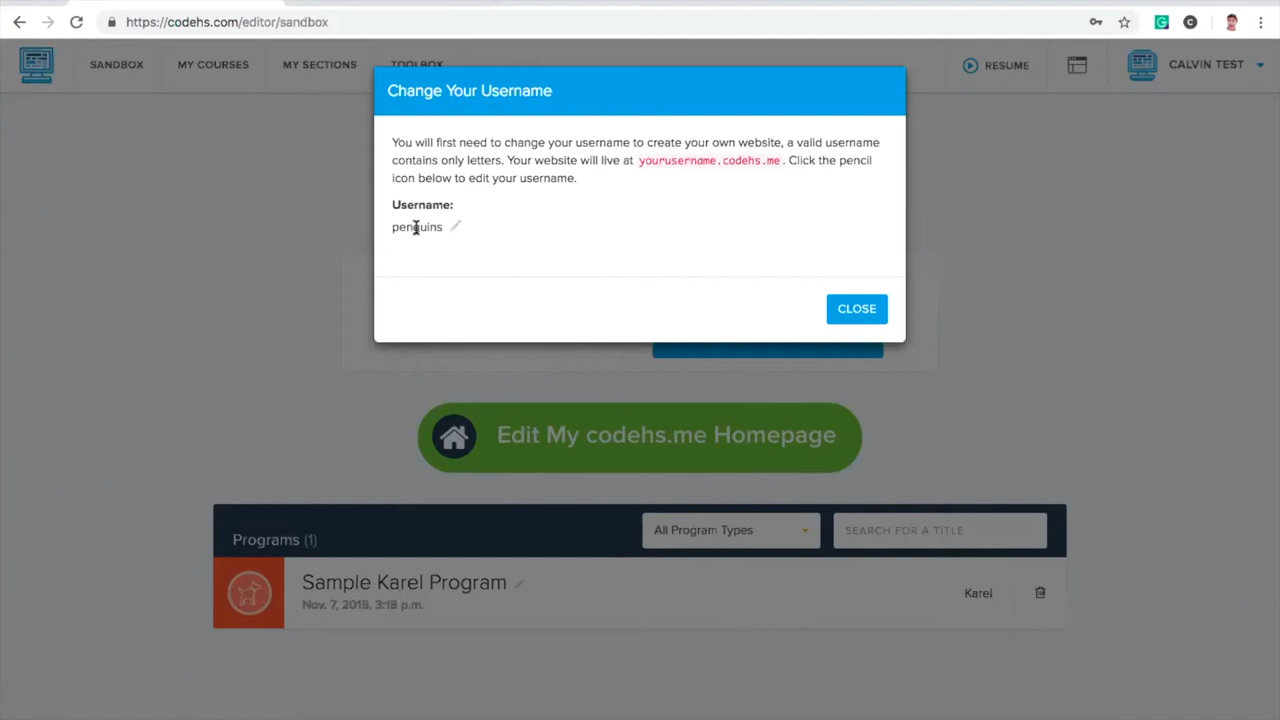 https://codehs.com/editor/sandbox
SANDBOX MY COURSES MY SECTIONS TOOLBOX RESUME CALVIN TEST
Change Your Username
You will first need to change your username to create your own website, a valid username
contains only letters. Your website will live at yourusername.codehs.me. Click the pencil
icon below to edit your username.
Username:
penguins
CLOSE
Edit My codehs.me Homepage
Programs (1) All Program Types SEARCH FOR A TITLE
Sample Karel Program
Nov. 7, 2018, 3:18 p.m. Karel